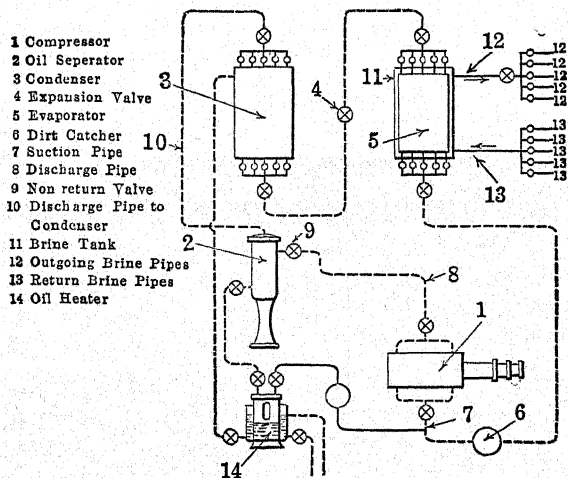 1 Compressor
2 Oil Seperator
3 Condenser
4 Expansion Valve
5 Evaporator
6 Dirt Catcher
7 Suction Pipe
8 Discharge Pipe
9 Non return Valve
10 Discharge Pipe to
Condenser
11 Brine Tank
12 Outgoing Brine Pipes
13 Return Brine Pipes
14 Oil Heater
3
4
10
11
5
12
12
12
12
12
12
13
13
13
13
13
13
2
9
8
1
7
6
14